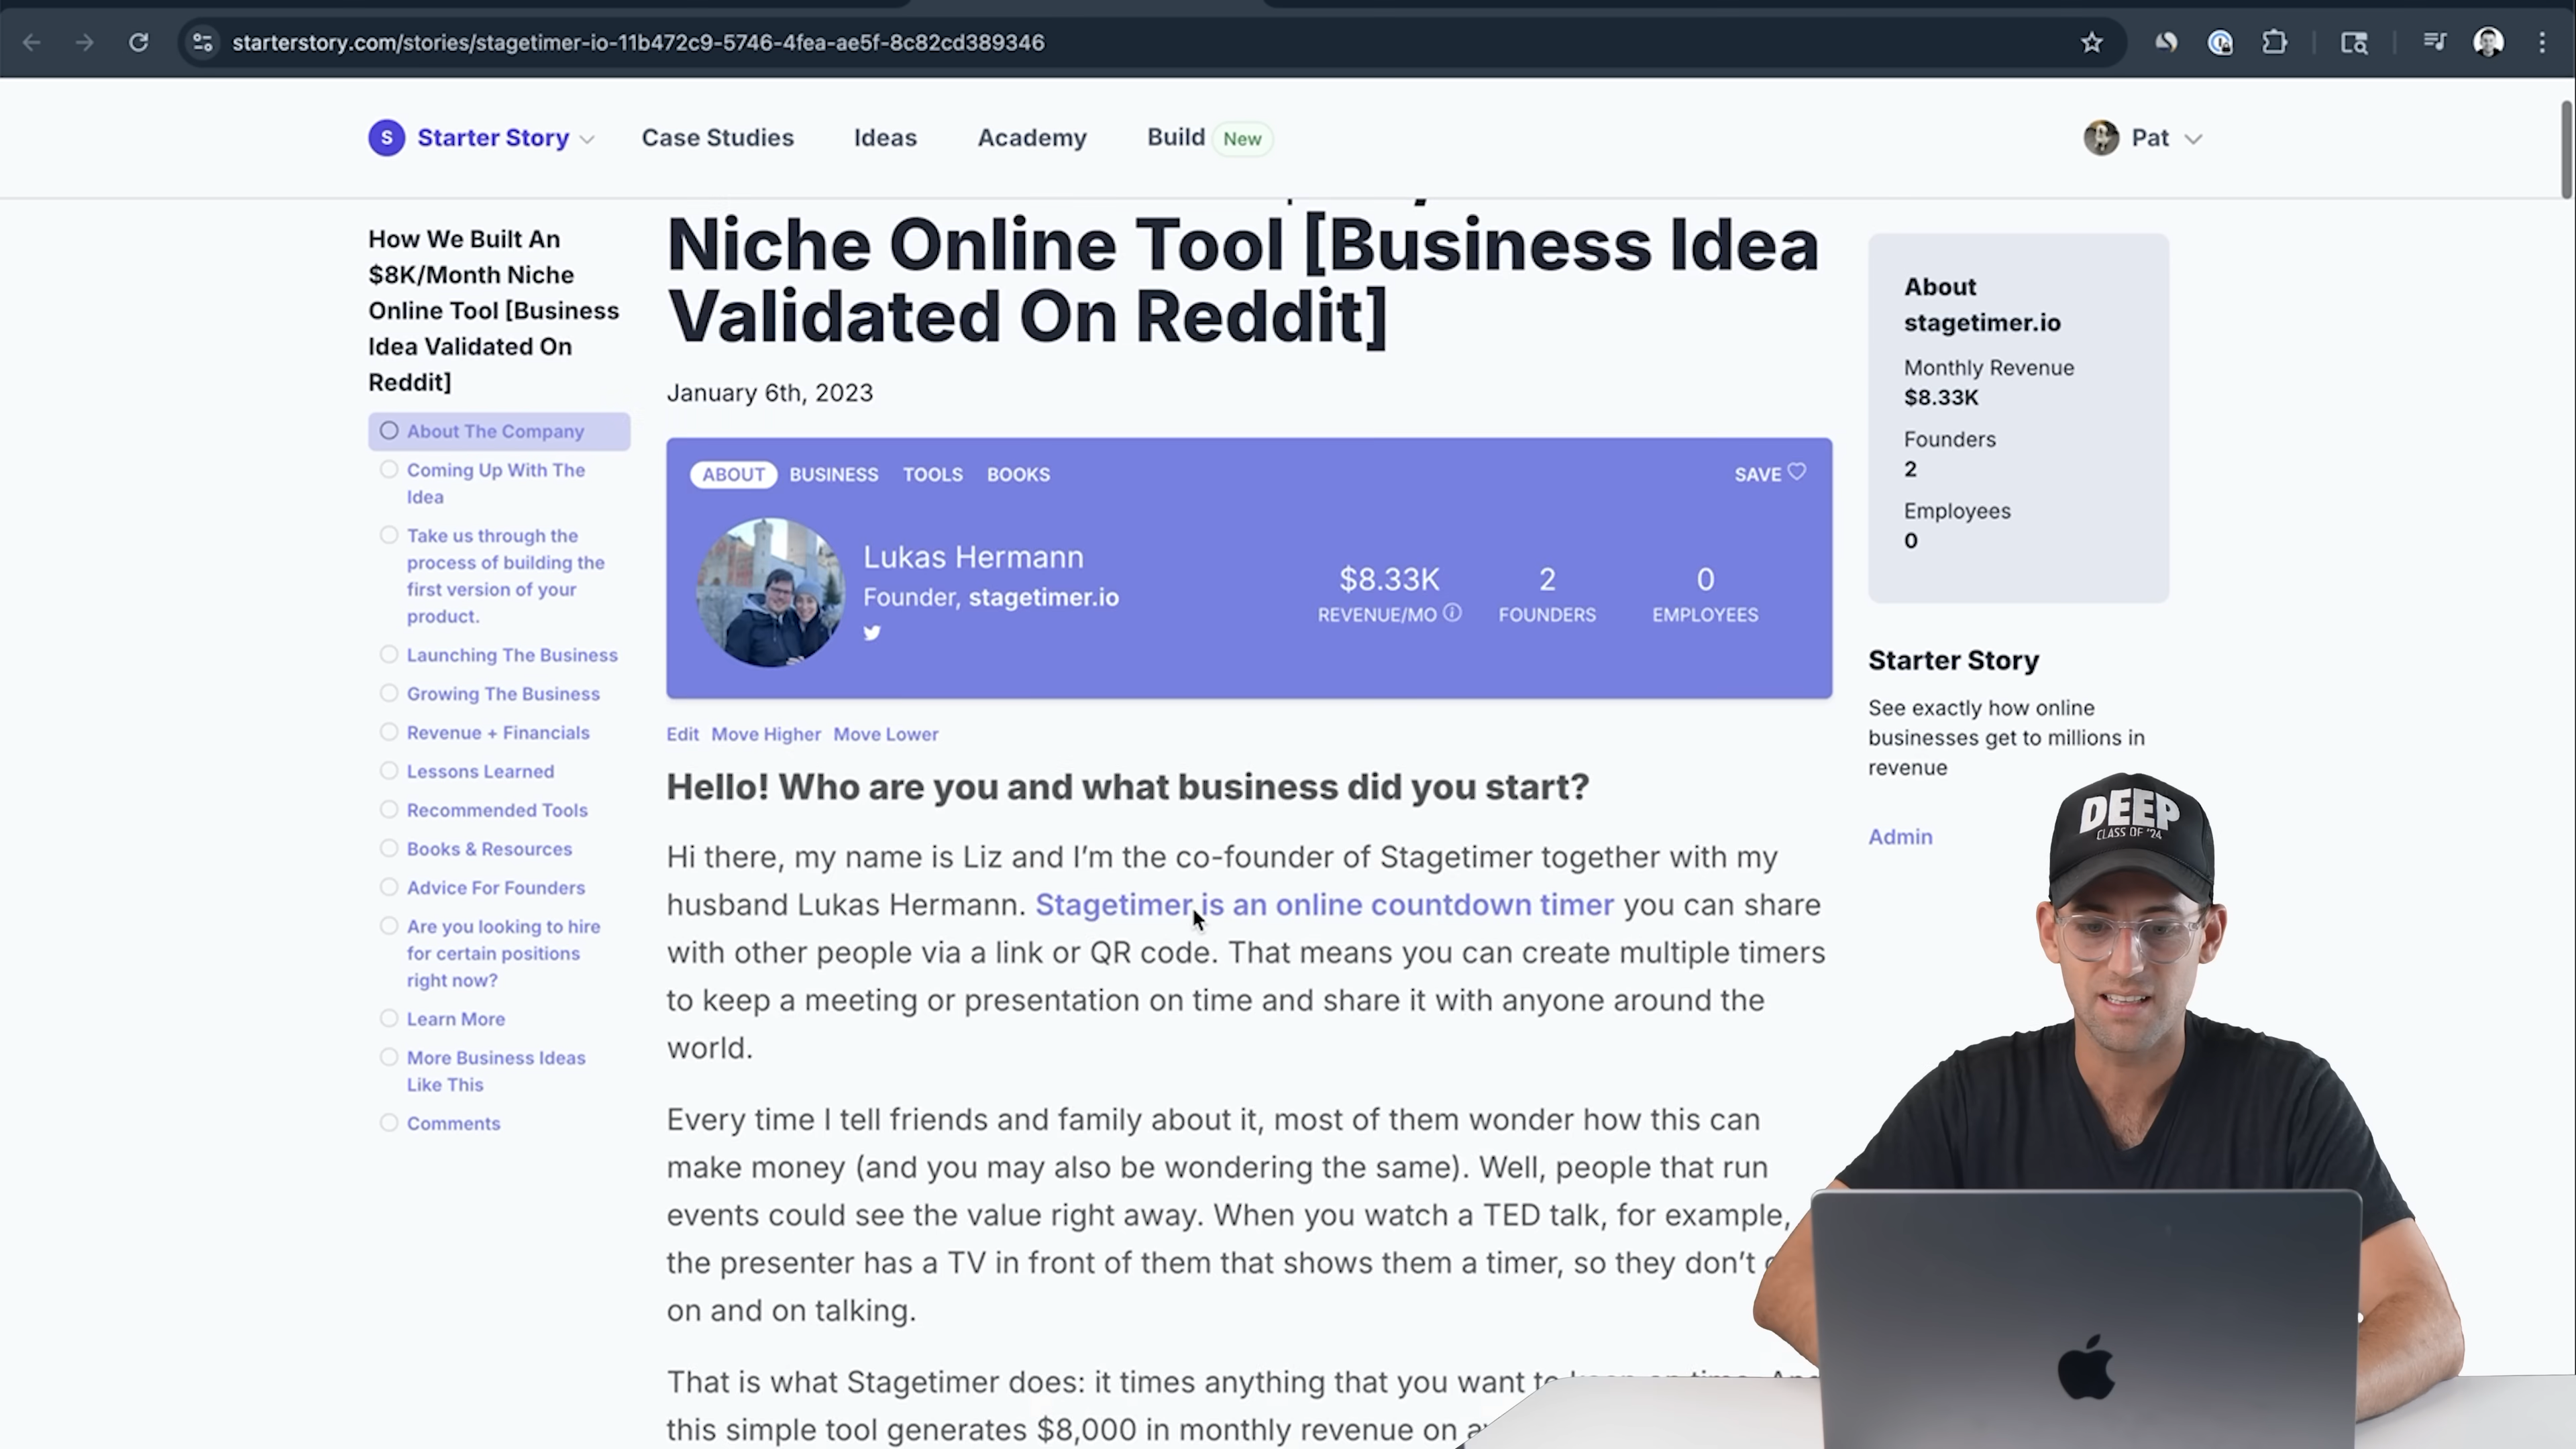 starterstory.com/stories/stagetimer-io-11b472c9-5746-4fea-ae5f-8c82cd389346
S Starter Story Case Studies Ideas Academy Build New Pat
How We Built An
$8K/Month Niche
Online Tool [Business
Idea Validated On
Reddit]
About The Company
Coming Up With The
Idea
Take us through the
process of building the
first version of your
product.
Launching The Business
Growing The Business
Revenue + Financials
Lessons Learned
Recommended Tools
Books & Resources
Advice For Founders
Are you looking to hire
for certain positions
right now?
Learn More
More Business Ideas
Like This
Comments
Niche Online Tool [Business Idea
Validated On Reddit]
January 6th, 2023
ABOUT BUSINESS TOOLS BOOKS SAVE
Lukas Hermann
Founder, stagetimer.io
$8.33K 2 0
REVENUE/MO FOUNDERS EMPLOYEES
Edit Move Higher Move Lower
Hello! Who are you and what business did you start?
Hi there, my name is Liz and I’m the co-founder of Stagetimer together with my
husband Lukas Hermann. Stagetimer is an online countdown timer you can share
with other people via a link or QR code. That means you can create multiple timers
to keep a meeting or presentation on time and share it with anyone around the
world.
Every time I tell friends and family about it, most of them wonder how this can
make money (and you may also be wondering the same). Well, people that run
events could see the value right away. When you watch a TED talk, for example,
the presenter has a TV in front of them that shows them a timer, so they don’t
on and on talking.
That is what Stagetimer does: it times anything that you want
this simple tool generates $8,000 in monthly revenue on
About
stagetimer.io
Monthly Revenue
$8.33K
Founders
2
Employees
0
Starter Story
See exactly how online
businesses get to millions in
revenue
Admin
DEEP
CLASS OF '24